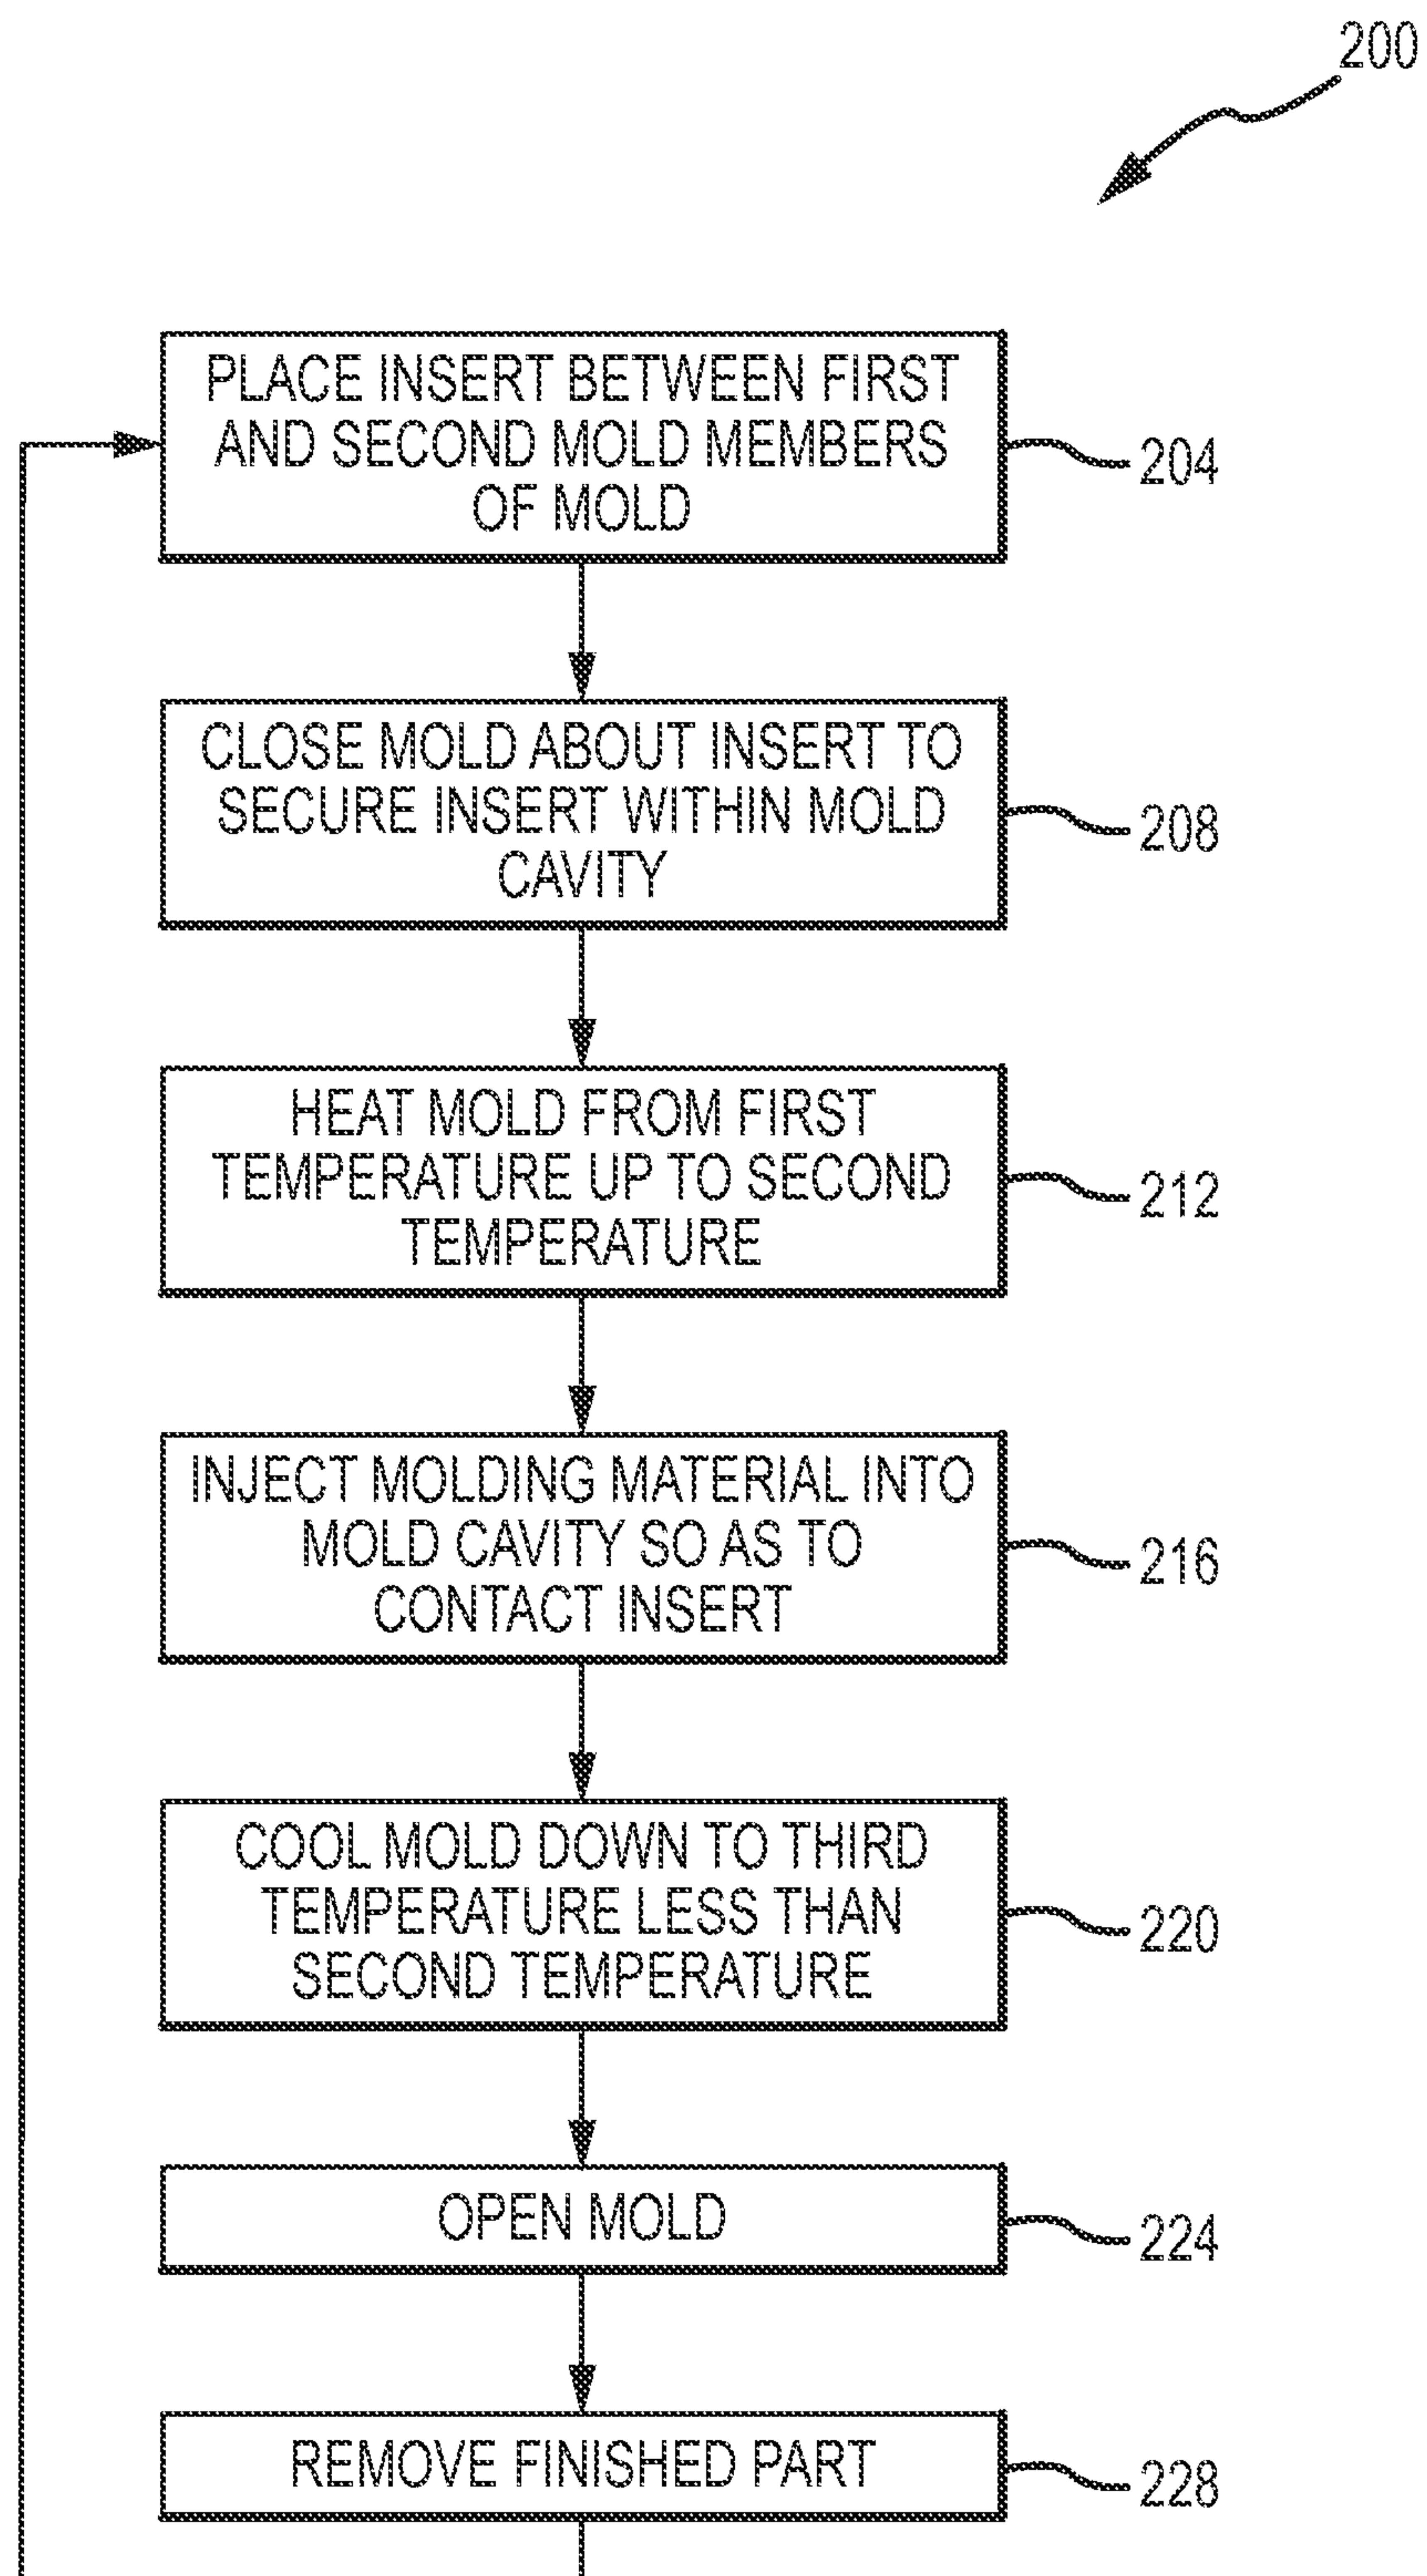 200
PLACE INSERT BETWEEN FIRST
AND SECOND MOLD MEMBERS
OF MOLD
204
CLOSE MOLD ABOUT INSERT TO
SECURE INSERT WITHIN MOLD
CAVITY
208
HEAT MOLD FROM FIRST
TEMPERATURE UP TO SECOND
TEMPERATURE
212
INJECT MOLDING MATERIAL INTO
MOLD CAVITY SO AS TO
CONTACT INSERT
216
COOL MOLD DOWN TO THIRD
TEMPERATURE LESS THAN
SECOND TEMPERATURE
220
OPEN MOLD
224
REMOVE FINISHED PART
228